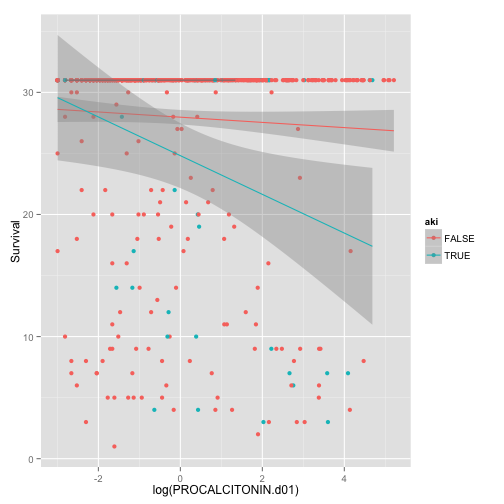 Survival
30
20
10
0
-2 0 2 4
log(PROCALCITONIN.d01)
aki
FALSE
TRUE